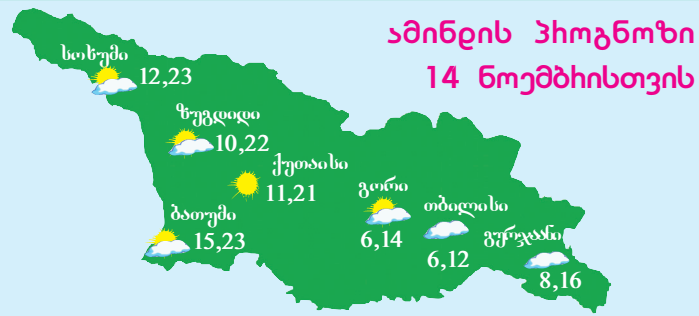 ამინდის პროგნოზი
14 ნოემბრისთვის
სოხუმი
12,23
ზუგდიდი
10,22
ქუთაისი
11,21
გორი
6,14
თბილისი
6,12
ბათუმი
15,23
გურჯაანი
8,16